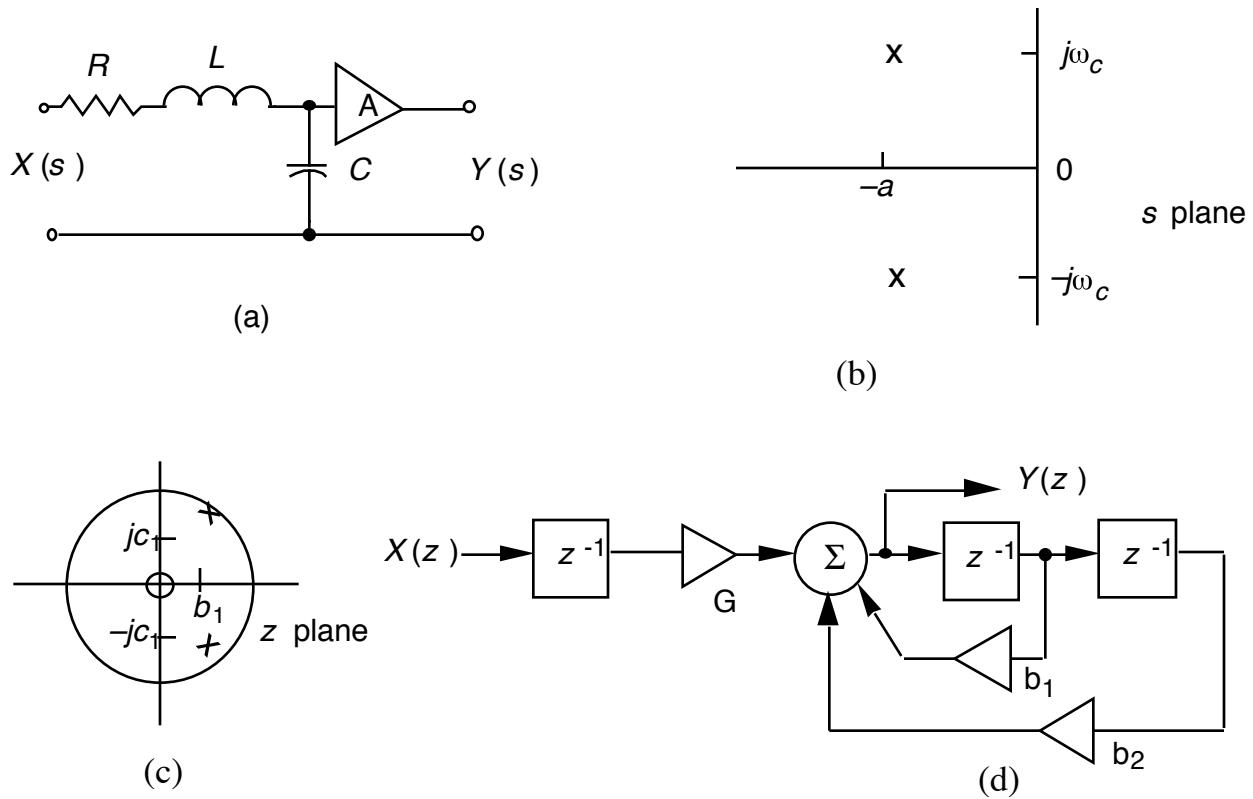 R
L
A
X(s)
C
Y(s)
(a)
x
jω_c
−a
0
s plane
x
−jω_c
(b)
jc_1
b_1
−jc_1
z plane
(c)
X(z)
z^-1
G
Σ
Y(z)
z^-1
z^-1
b_1
b_2
(d)